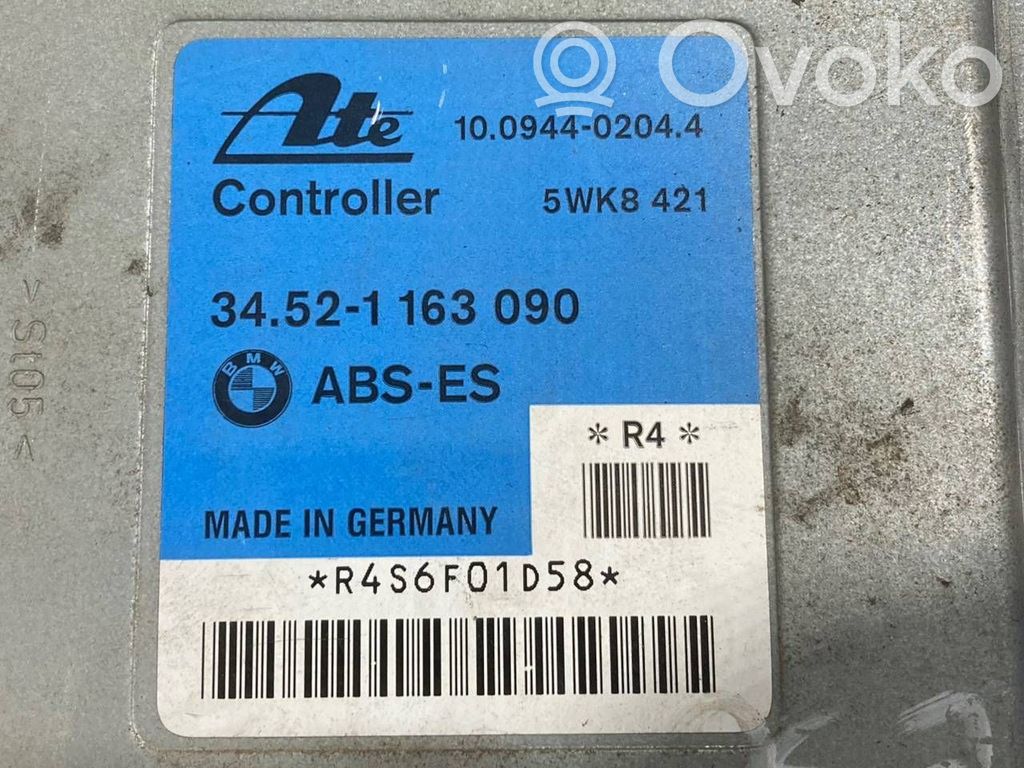 Ovoko
Ate
10.0944-0204.4
Controller
5WK8 421
34.52-1 163 090
BMW
ABS-ES
* R4 *
MADE IN GERMANY
*R4S6F01D58*
>St05<